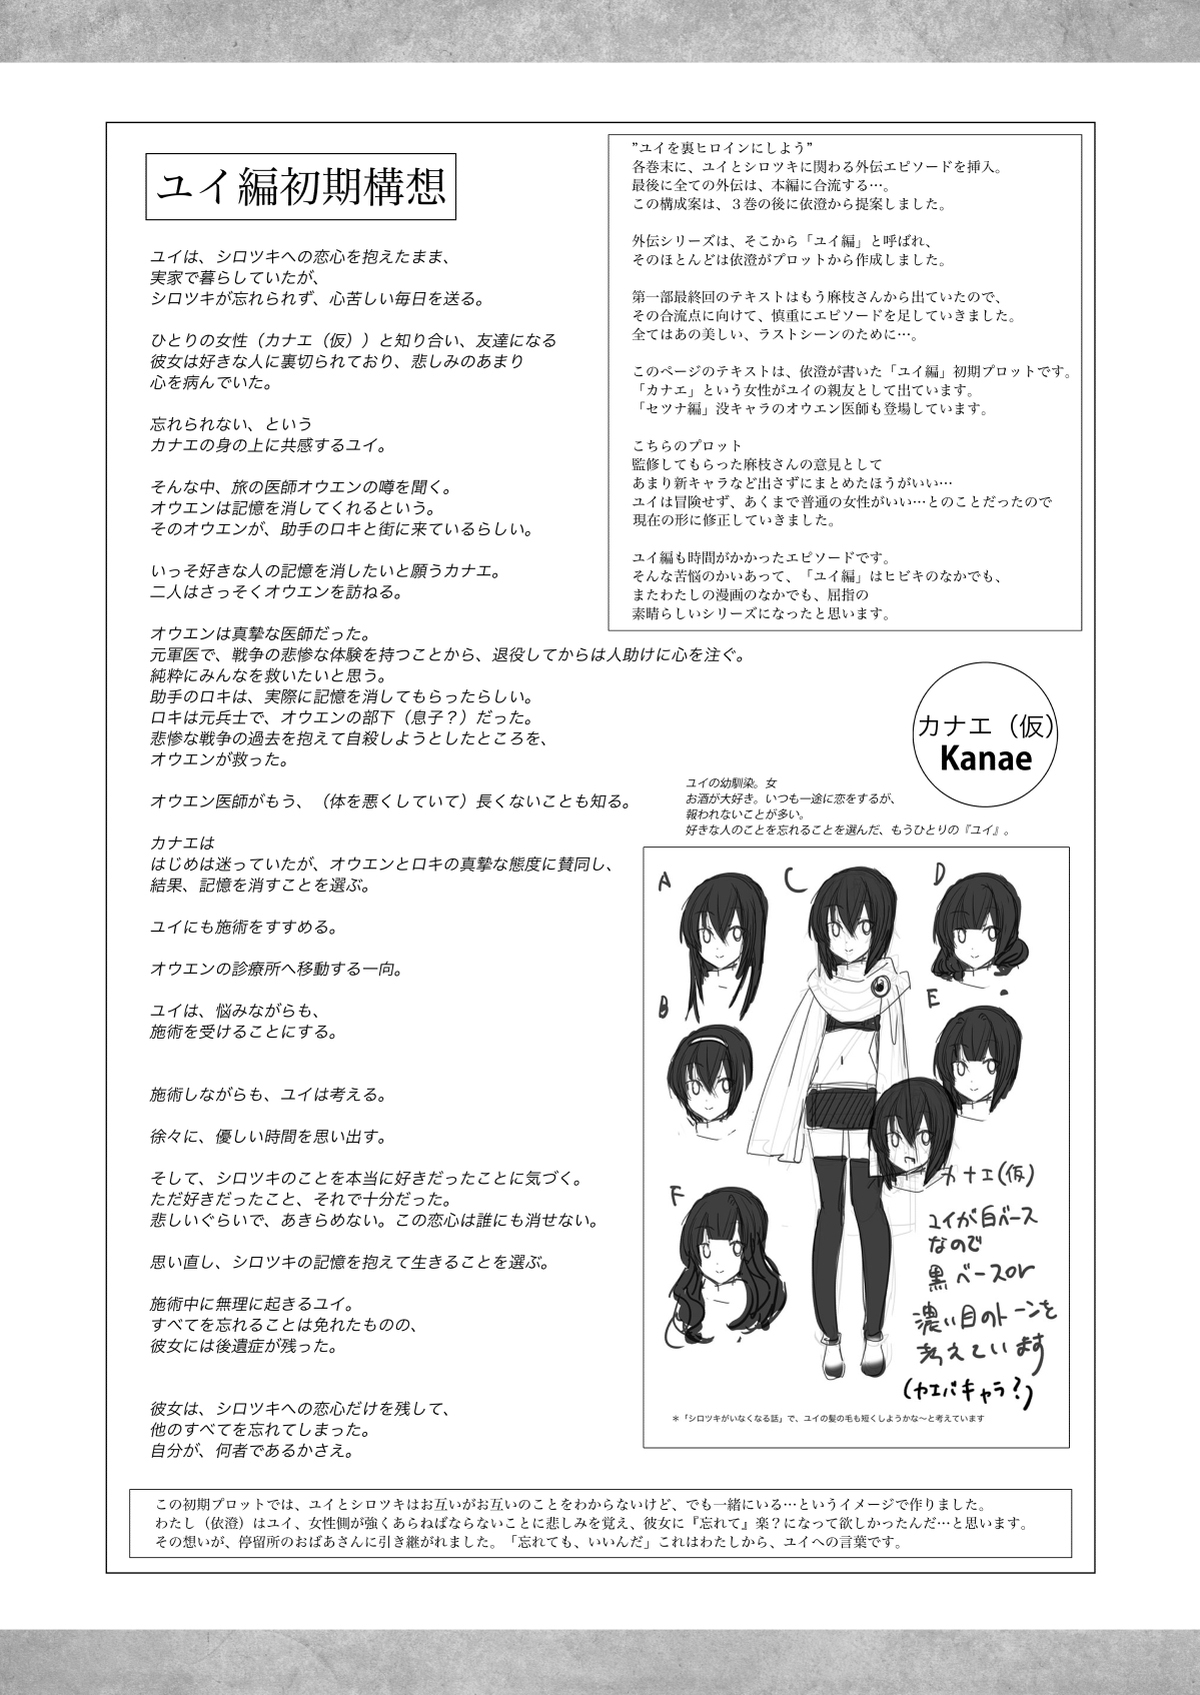 ユイ編初期構想
ユイは、シロツキへの恋心を抱えたまま、
実家で暮らしていたが、
シロツキが忘れられず、心苦しい毎日を送る。
ひとりの女性（カナエ（仮））と知り合い、友達になる
彼女は好きな人に裏切られており、悲しみのあまり
心を病んでいた。
忘れられない、という
カナエの身の上に共感するユイ。
そんな中、旅の医師オウエンの噂を聞く。
オウエンは記憶を消してくれるという。
そのオウエンが、助手のロキと街に来ているらしい。
いっそ好きな人の記憶を消したいと願うカナエ。
二人はさっそくオウエンを訪ねる。
オウエンは真摯な医師だった。
元軍医で、戦争の悲惨な体験を持つことから、退役してからは人助けに心を注ぐ。
純粋にみんなを救いたいと思う。
助手のロキは、実際に記憶を消してもらったらしい。
ロキは元兵士で、オウエンの部下（息子？）だった。
悲惨な戦争の過去を抱えて自殺しようとしたところを、
オウエンが救った。
オウエン医師がもう、（体を悪くしていて）長くないことも知る。
カナエは
はじめは迷っていたが、オウエンとロキの真摯な態度に賛同し、
結果、記憶を消すことを選ぶ。
ユイにも施術をすすめる。
オウエンの診療所へ移動する一向。
ユイは、悩みながらも、
施術を受けることにする。
施術しながらも、ユイは考える。
徐々に、優しい時間を思い出す。
そして、シロツキのことを本当に好きだったことに気づく。
ただ好きだったこと、それで十分だった。
悲しいぐらいで、あきらめない。この恋心は誰にも消せない。
思い直し、シロツキの記憶を抱えて生きることを選ぶ。
施術中に無理に起きるユイ。
すべてを忘れることは免れたものの、
彼女には後遺症が残った。
彼女は、シロツキへの恋心だけを残して、
他のすべてを忘れてしまった。
自分が、何者であるかさえ。
”ユイを裏ヒロインにしよう”
各巻末に、ユイとシロツキに関わる外伝エピソードを挿入。
最後に全ての外伝は、本編に合流する…。
この構成案は、３巻の後に依澄から提案しました。
外伝シリーズは、そこから「ユイ編」と呼ばれ、
そのほとんどは依澄がプロットから作成しました。
第一部最終回のテキストはもう麻枝さんから出ていたので、
その合流点に向けて、慎重にエピソードを足していきました。
全てはあの美しい、ラストシーンのために…。
このページのテキストは、依澄が書いた「ユイ編」初期プロットです。
「カナエ」という女性がユイの親友として出ています。
「セツナ編」没キャラのオウエン医師も登場しています。
こちらのプロット
監修してもらった麻枝さんの意見として
あまり新キャラなど出さずにまとめたほうがいい…
ユイは冒険せず、あくまで普通の女性がいい…とのことだったので
現在の形に修正していきました。
ユイ編も時間がかかったエピソードです。
そんな苦悩のかいあって、「ユイ編」はヒビキのなかでも、
またわたしの漫画のなかでも、屈指の
素晴らしいシリーズになったと思います。
カナエ（仮）
Kanae
ユイの幼馴染。女
お酒が大好き。いつも一途に恋をするが、
報われないことが多い。
好きな人のことを忘れることを選んだ、もうひとりの『ユイ』。
A
B
C
D
E
F
カナエ(仮)
ユイが白ベース
なので
黒ベースor
濃い目のトーンを
考えています
(カエバキャラ?)
＊「シロツキがいなくなる話」で、ユイの髪の毛も短くしようかな～と考えています
この初期プロットでは、ユイとシロツキはお互いがお互いのことをわからないけど、でも一緒にいる…というイメージで作りました。
わたし（依澄）はユイ、女性側が強くあらねばならないことに悲しみを覚え、彼女に『忘れて』楽？になって欲しかったんだ…と思います。
その想いが、停留所のおばあさんに引き継がれました。「忘れても、いいんだ」これはわたしから、ユイへの言葉です。